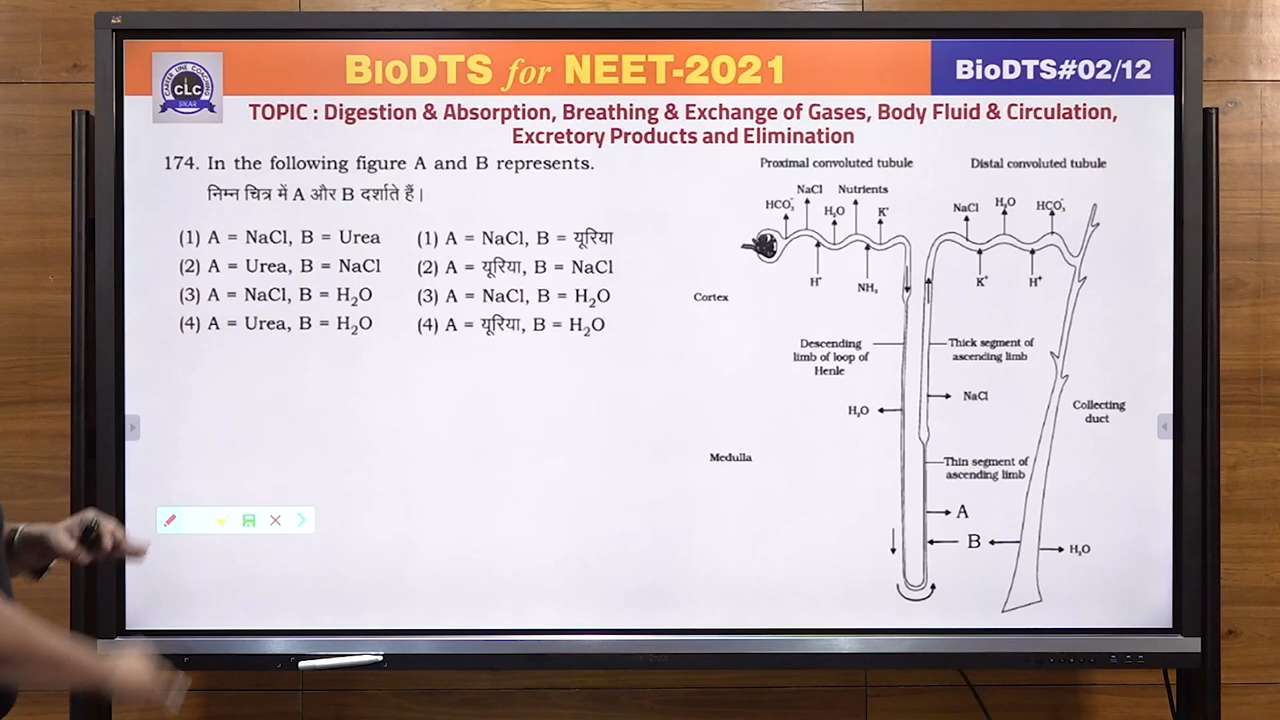 BIODTS for NEET-2021
BIODTS#02/12
CAREER LINE COACHING
CLC
SIKAR
TOPIC : Digestion & Absorption, Breathing & Exchange of Gases, Body Fluid & Circulation,
Excretory Products and Elimination
174. In the following figure A and B represents.
निम्न चित्र में A और B दर्शाते हैं।
(1) A = NaCl, B = Urea
(2) A = Urea, B = NaCl
(3) A = NaCl, B = H₂O
(4) A = Urea, B = H₂O
(1) A = NaCl, B = यूरिया
(2) A = यूरिया, B = NaCl
(3) A = NaCl, B = H₂O
(4) A = यूरिया, B = H₂O
Proximal convoluted tubule
Distal convoluted tubule
NaCl
Nutrients
HCO₃⁻
H₂O
K⁺
NaCl
H₂O
HCO₃⁻
H⁺
NH₃
K⁺
H⁺
Cortex
Descending
limb of loop of
Henle
Thick segment of
ascending limb
NaCl
H₂O
Collecting
duct
Medulla
Thin segment of
ascending limb
A
B
H₂O